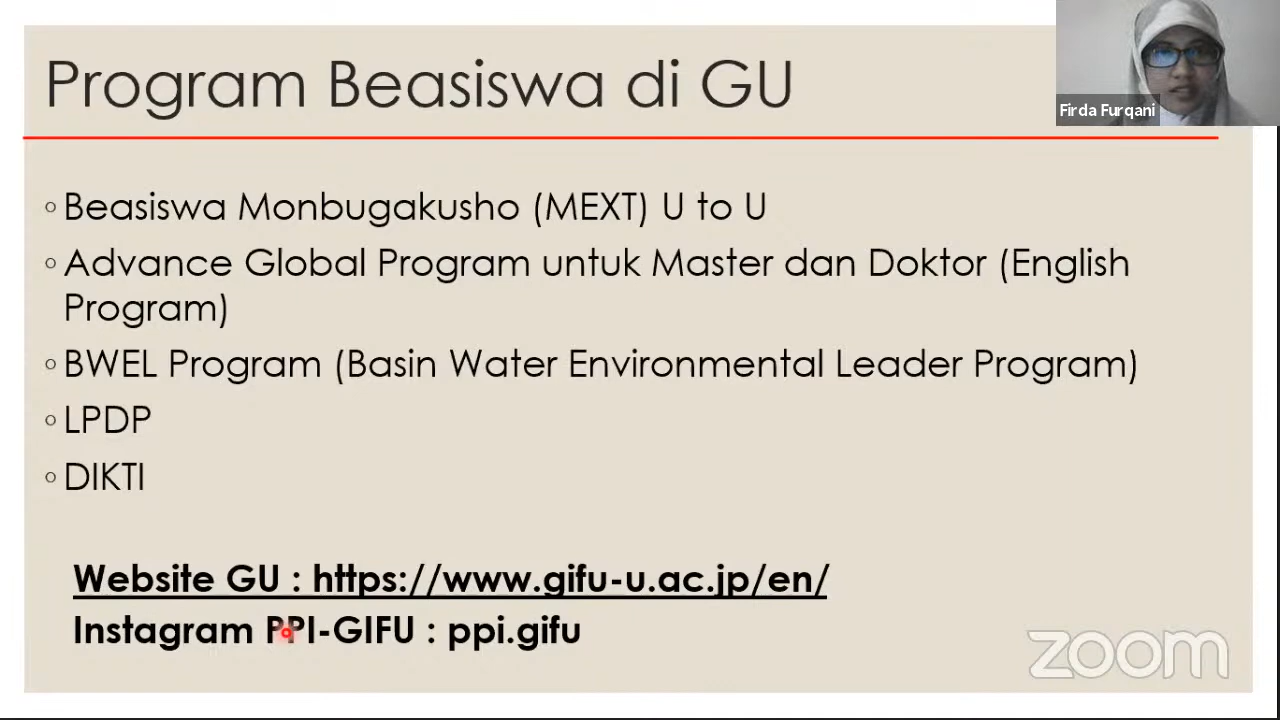 Program Beasiswa di GU
Firda Furqani
◦Beasiswa Monbugakusho (MEXT) U to U
◦Advance Global Program untuk Master dan Doktor (English
Program)
◦BWEL Program (Basin Water Environmental Leader Program)
◦LPDP
◦DIKTI
Website GU : https://www.gifu-u.ac.jp/en/
Instagram PPI-GIFU : ppi.gifu
zoom